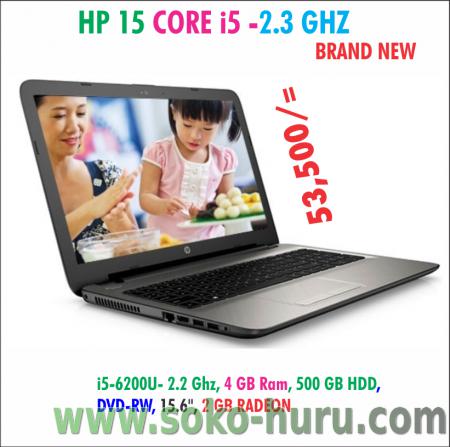 HP 15 CORE i5 -2.3 GHZ
BRAND NEW
53,500/=
hp
i5-6200U- 2.2 Ghz, 4 GB Ram, 500 GB HDD,
DVD-RW, 15.6", 2 GB RADEON
www.soko-huru.com